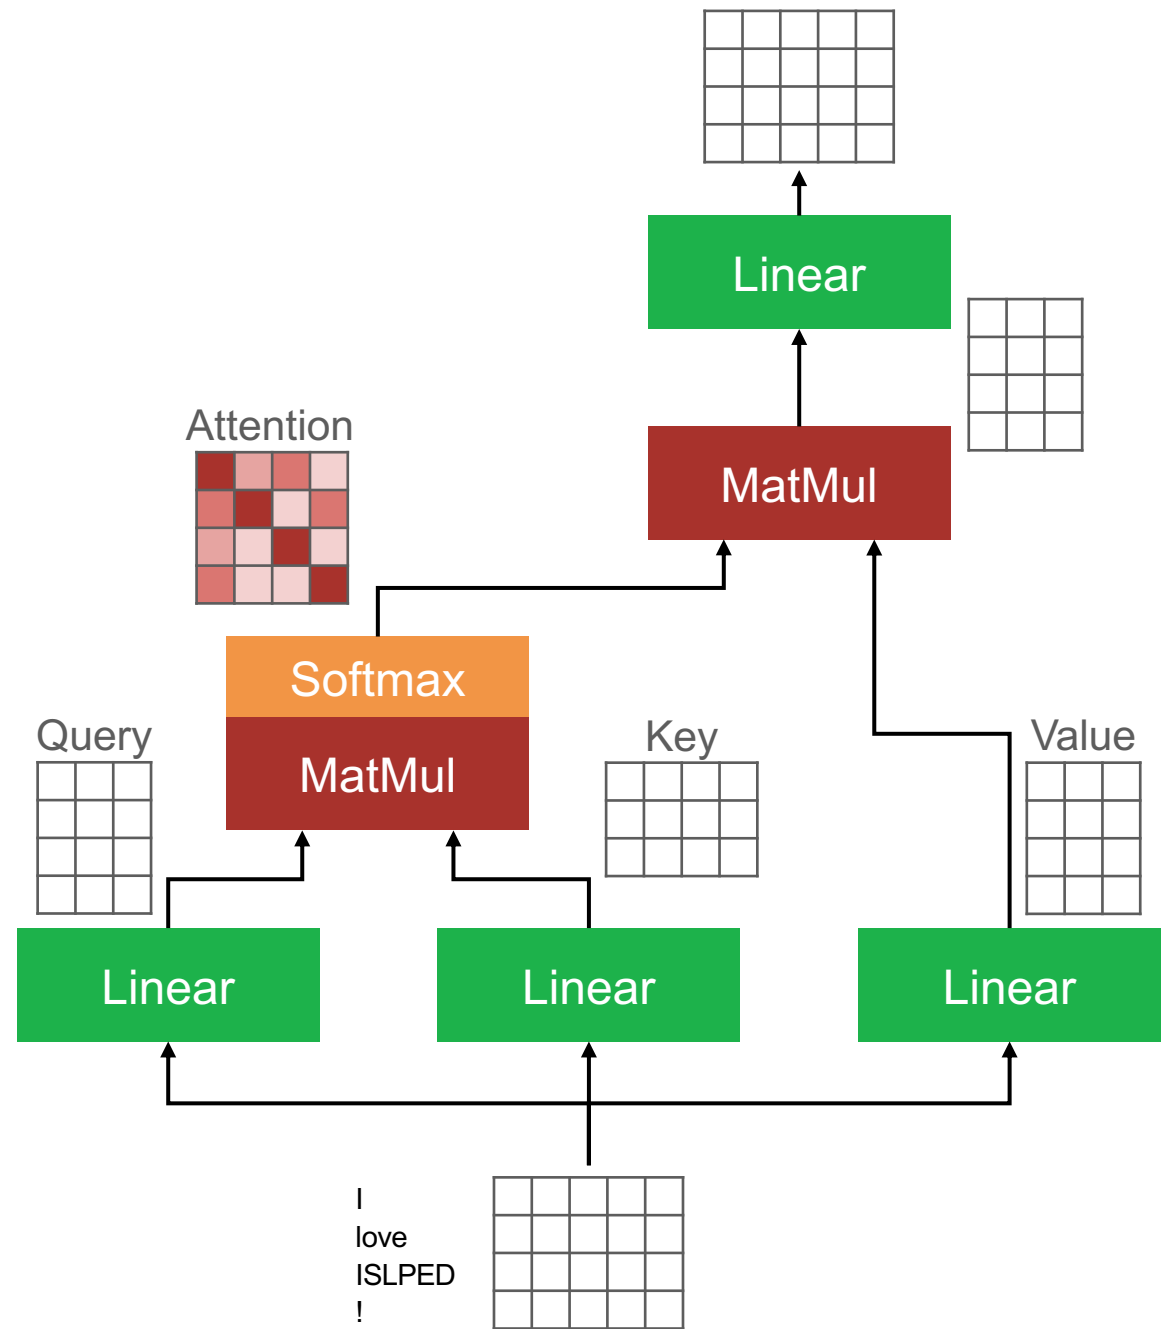 Linear
Attention
MatMul
Softmax
Query
Key
Value
MatMul
Linear
Linear
Linear
I
love
ISLPED
!